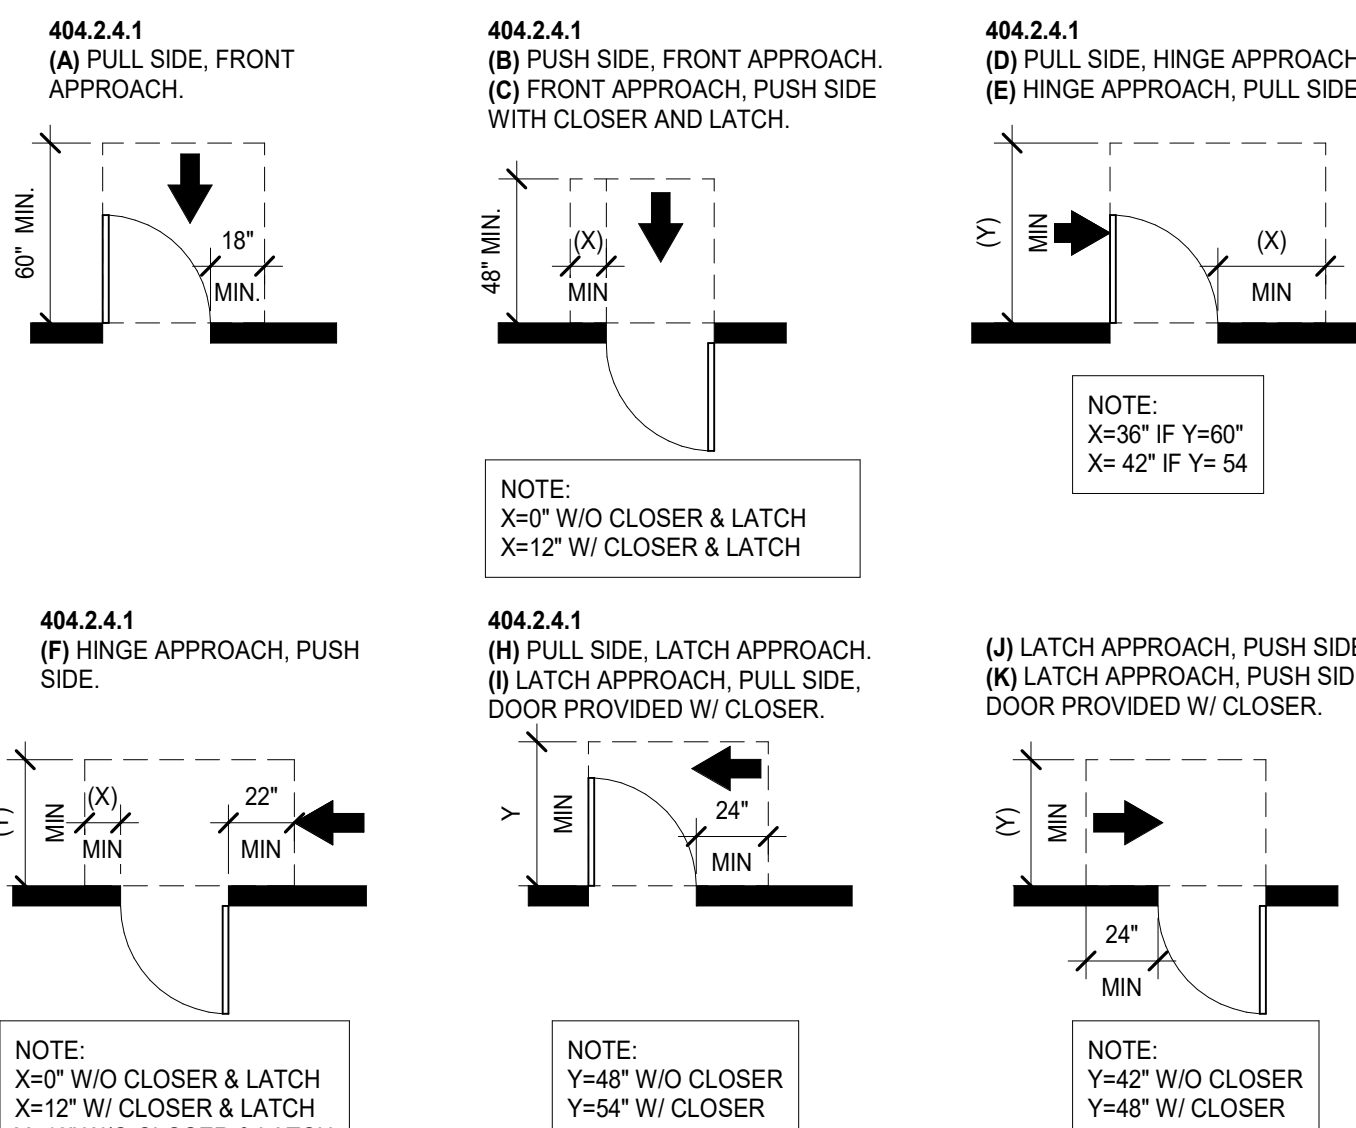 404.2.4.1
(A) PULL SIDE, FRONT
APPROACH.
60" MIN.
18"
MIN.
404.2.4.1
(B) PUSH SIDE, FRONT APPROACH.
(C) FRONT APPROACH, PUSH SIDE
WITH CLOSER AND LATCH.
48" MIN.
(X)
MIN
NOTE:
X=0" W/O CLOSER & LATCH
X=12" W/ CLOSER & LATCH
404.2.4.1
(D) PULL SIDE, HINGE APPROACH
(E) HINGE APPROACH, PULL SIDE
(Y)
MIN
(X)
MIN
NOTE:
X=36" IF Y=60"
X= 42" IF Y= 54
404.2.4.1
(F) HINGE APPROACH, PUSH
SIDE.
(Y)
MIN
(X)
MIN
22"
MIN
NOTE:
X=0" W/O CLOSER & LATCH
X=12" W/ CLOSER & LATCH
404.2.4.1
(H) PULL SIDE, LATCH APPROACH.
(I) LATCH APPROACH, PULL SIDE,
DOOR PROVIDED W/ CLOSER.
Y
MIN
24"
MIN
NOTE:
Y=48" W/O CLOSER
Y=54" W/ CLOSER
(J) LATCH APPROACH, PUSH SIDE
(K) LATCH APPROACH, PUSH SID
DOOR PROVIDED W/ CLOSER.
(Y)
MIN
24"
MIN
NOTE:
Y=42" W/O CLOSER
Y=48" W/ CLOSER